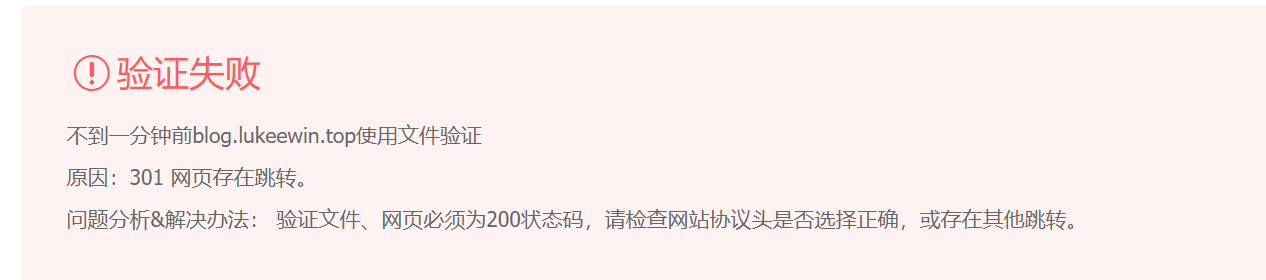 验证失败
不到一分钟前blog.lukeewin.top使用文件验证
原因：301 网页存在跳转。
问题分析&解决办法： 验证文件、网页必须为200状态码，请检查网站协议头是否选择正确，或存在其他跳转。